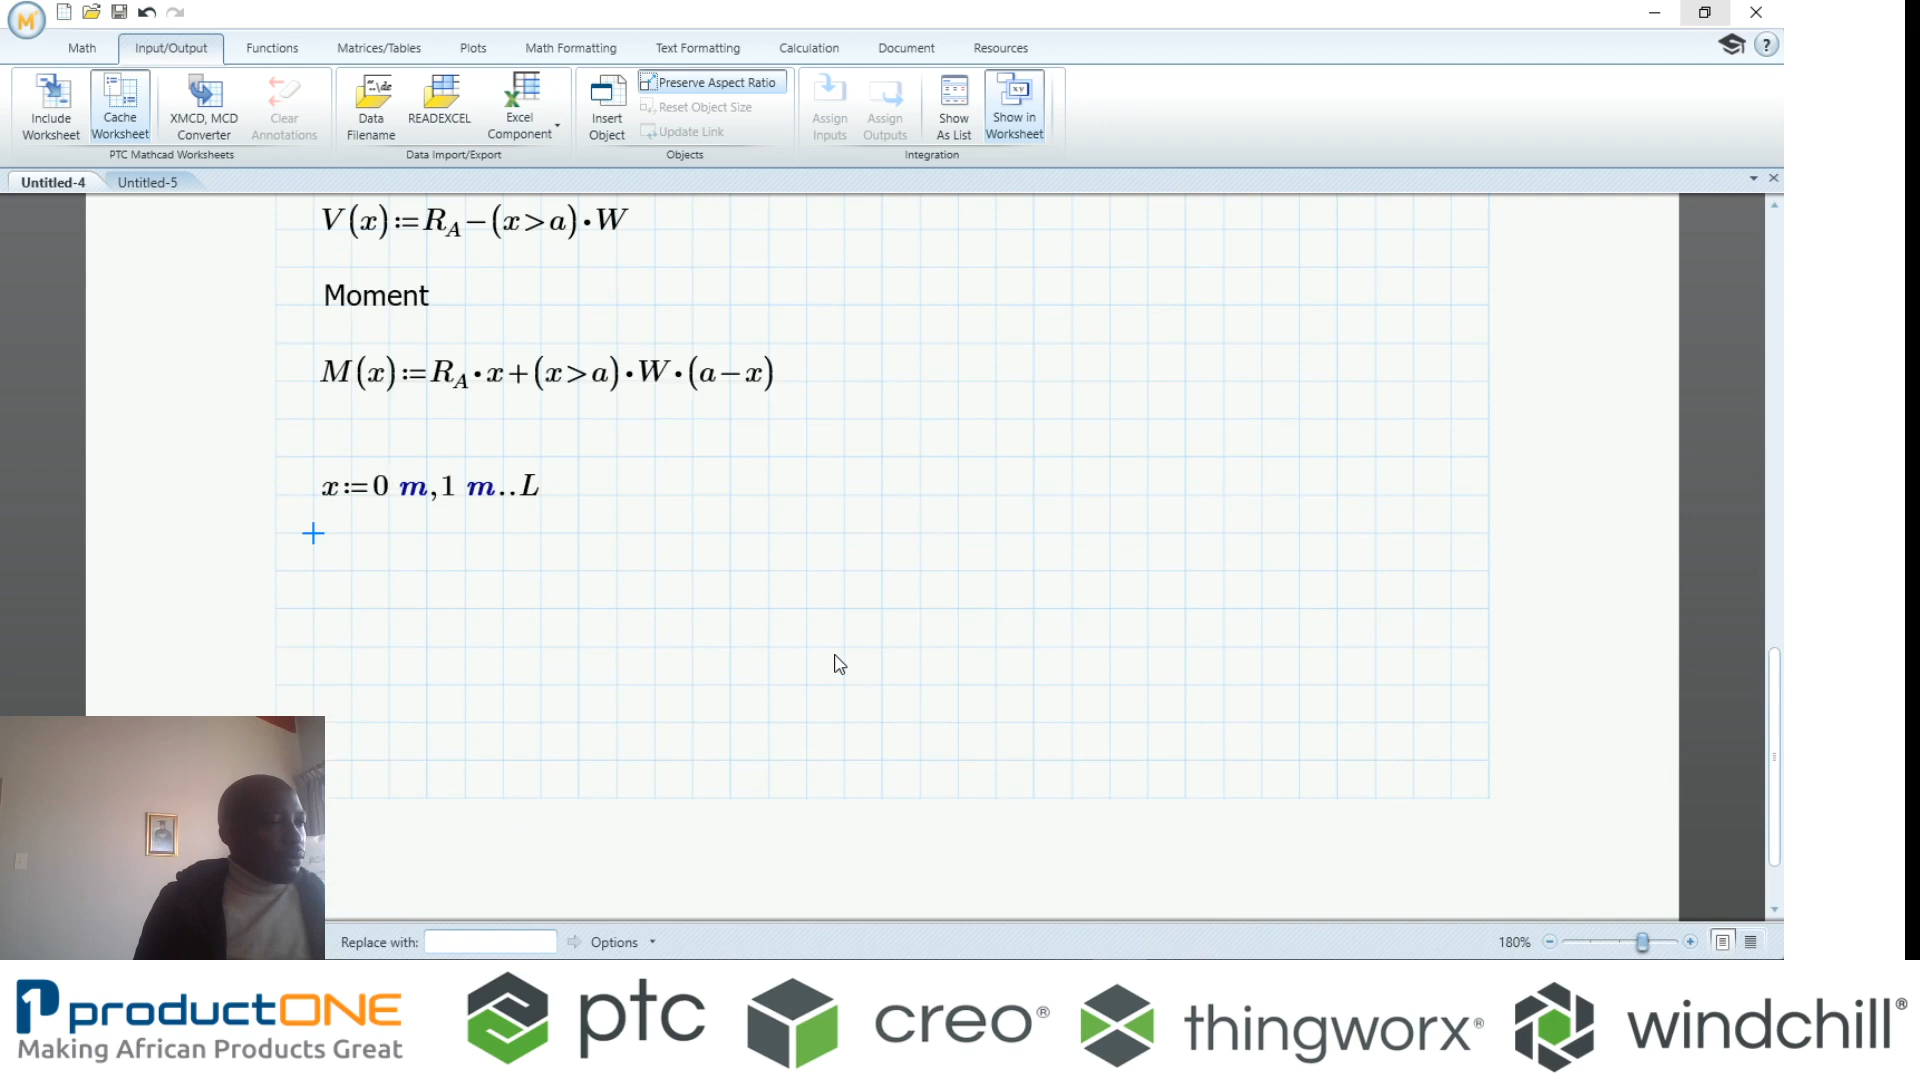 Math Input/Output Functions Matrices/Tables Plots Math Formatting Text Formatting Calculation Document Resources
Include Worksheet
Cache Worksheet
XMCD, MCD Converter
Clear Annotations
PTC Mathcad Worksheets
Data Filename
READEXCEL
Excel Component
Data Import/Export
Insert Object
Preserve Aspect Ratio
Reset Object Size
Update Link
Objects
Assign Inputs
Assign Outputs
Show As List
Show in Worksheet
Integration
Untitled-4 Untitled-5
V(x):=R_A−(x>a)·W
Moment
M(x):=R_A·x+(x>a)·W·(a−x)
x:=0 m,1 m..L
Replace with: Options 180%
productONE
Making African Products Great
ptc
creo®
thingworx®
windchill®